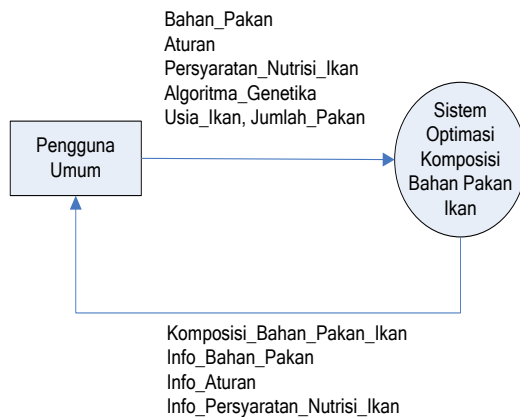 Bahan_Pakan
Aturan
Persyaratan_Nutrisi_Ikan
Algoritma_Genetika
Usia_Ikan, Jumlah_Pakan
Pengguna
Umum
Sistem
Optimasi
Komposisi
Bahan Pakan
Ikan
Komposisi_Bahan_Pakan_Ikan
Info_Bahan_Pakan
Info_Aturan
Info_Persyaratan_Nutrisi_Ikan